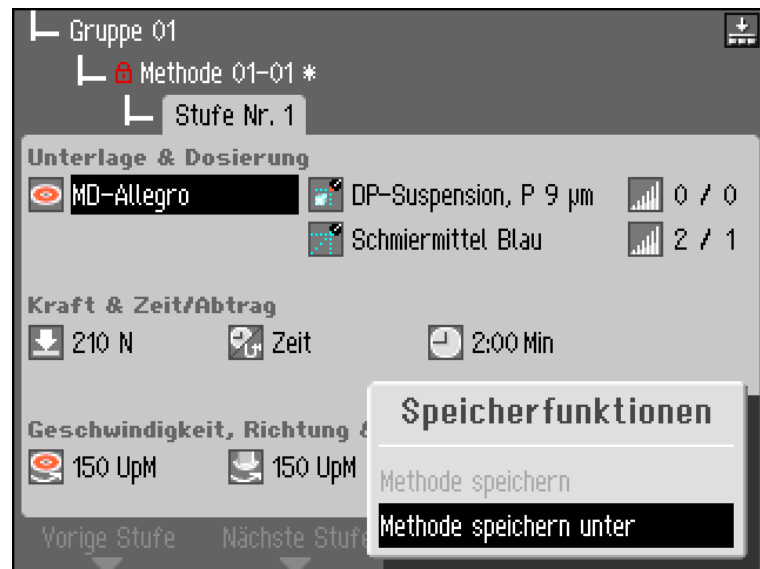 Gruppe 01
Methode 01-01 *
Stufe Nr. 1
Unterlage & Dosierung
MD-Allegro DP-Suspension, P 9 µm 0 / 0
Schmiermittel Blau 2 / 1
Kraft & Zeit/Abtrag
210 N Zeit 2:00 Min
Geschwindigkeit, Richtung &
150 UpM 150 UpM
Vorige Stufe Nächste Stufe
Speicherfunktionen
Methode speichern
Methode speichern unter